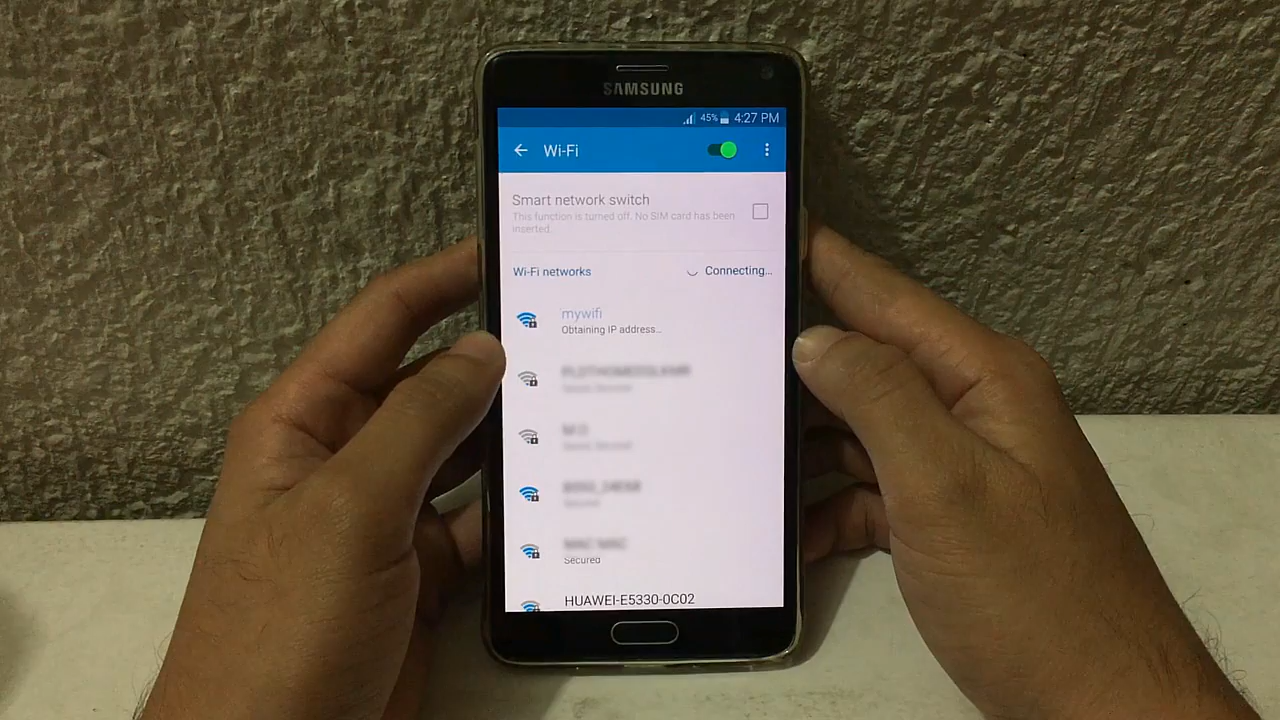 SAMSUNG
45% 4:27 PM
Wi-Fi
Smart network switch
This function is turned off. No SIM card has been
inserted.
Wi-Fi networks Connecting...
mywifi
Obtaining IP address...
Secured
HUAWEI-E5330-0C02